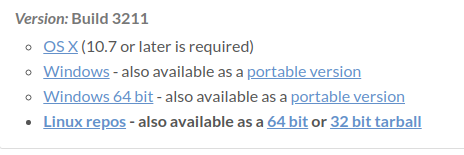 Version: Build 3211
OS X (10.7 or later is required)
Windows - also available as a portable version
Windows 64 bit - also available as a portable version
Linux repos - also available as a 64 bit or 32 bit tarball